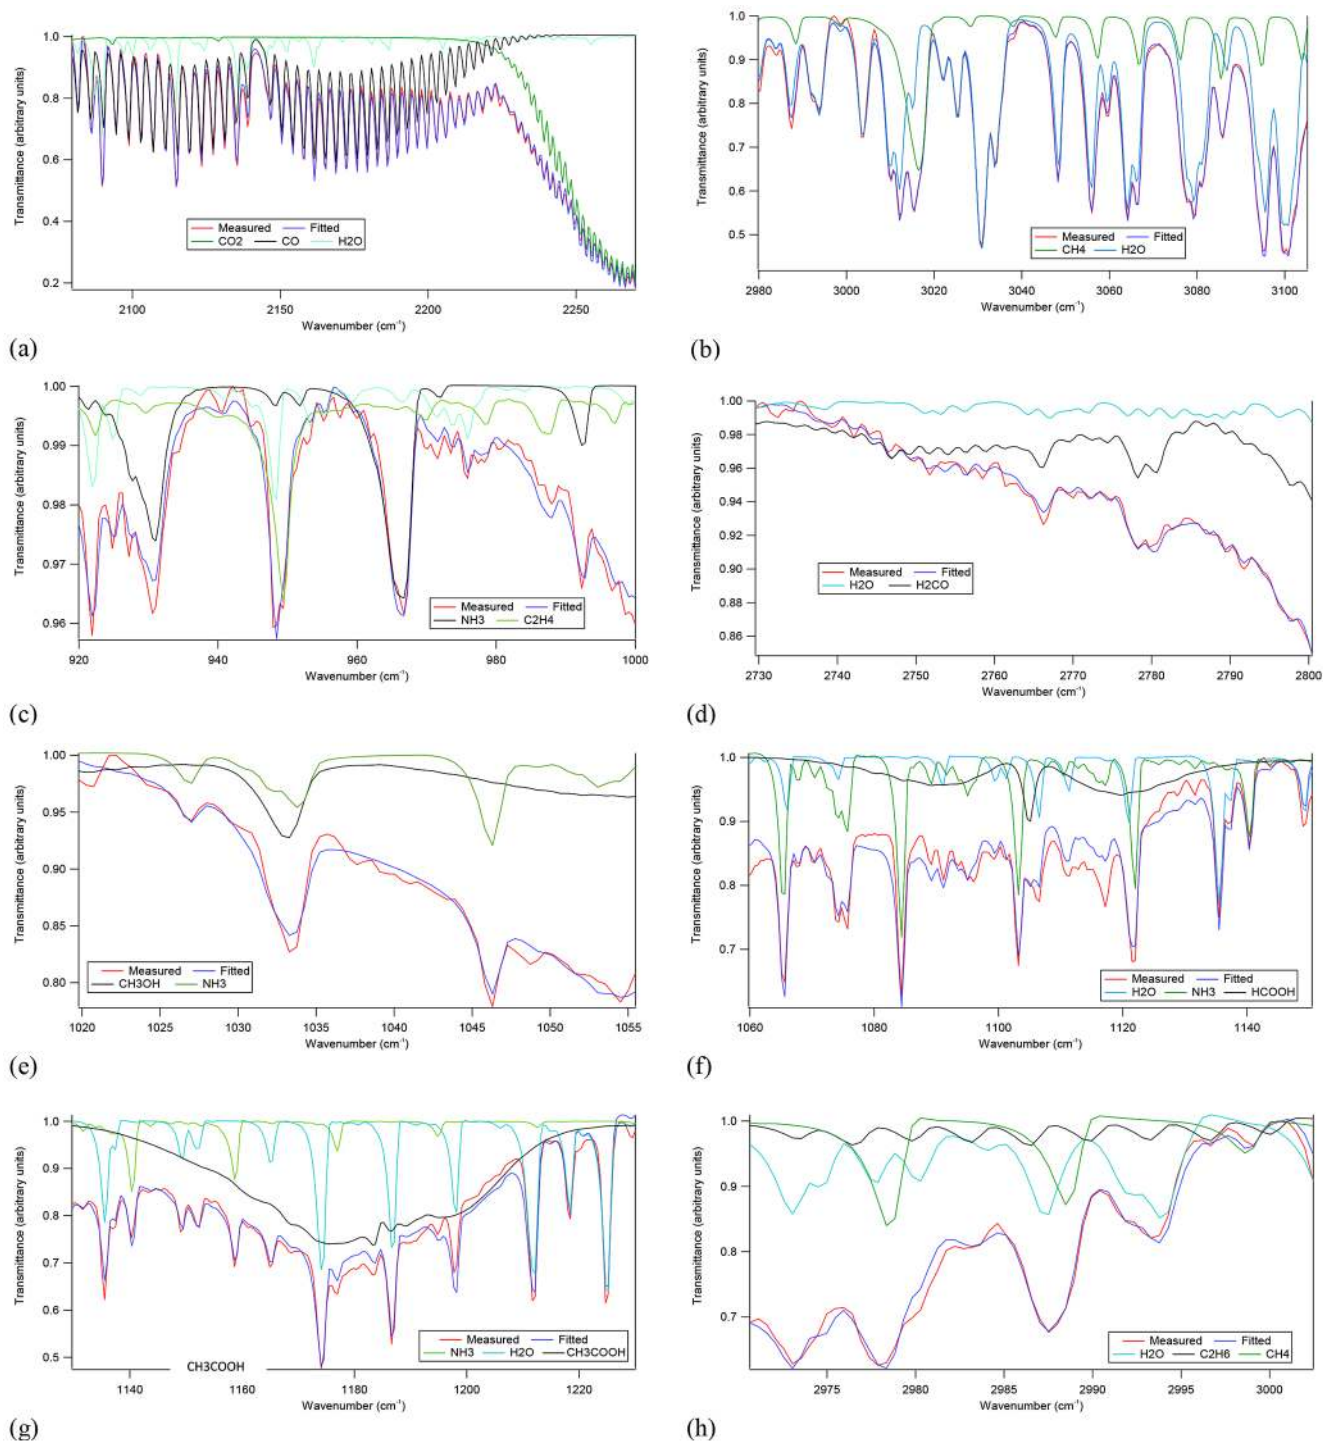 1.0
0.8
0.6
0.4
0.2
Transmittance (arbitrary units)
Measured Fitted
CO2 CO H2O
2100 2150 2200 2250
Wavenumber (cm-1)
(a)
1.0
0.9
0.8
0.7
0.6
0.5
Transmittance (arbitrary units)
Measured Fitted
CH4 H2O
2980 3000 3020 3040 3060 3080 3100
Wavenumber (cm-1)
(b)
1.00
0.99
0.98
0.97
0.96
Transmittance (arbitrary units)
Measured Fitted
NH3 C2H4
920 940 960 980 1000
Wavenumber (cm-1)
(c)
1.00
0.98
0.96
0.94
0.92
0.90
0.88
0.86
Transmittance (arbitrary units)
Measured Fitted
H2O H2CO
2730 2740 2750 2760 2770 2780 2790 2800
Wavenumber (cm-1)
(d)
1.00
0.95
0.90
0.85
0.80
Transmittance (arbitrary units)
Measured Fitted
CH3OH NH3
1020 1025 1030 1035 1040 1045 1050 1055
Wavenumber (cm-1)
(e)
1.0
0.9
0.8
0.7
Transmittance (arbitrary units)
Measured Fitted
H2O NH3 HCOOH
1060 1080 1100 1120 1140
Wavenumber (cm-1)
(f)
1.0
0.9
0.8
0.7
0.6
0.5
Transmittance (arbitrary units)
Measured Fitted
NH3 H2O CH3COOH
CH3COOH
1140 1160 1180 1200 1220
Wavenumber (cm-1)
(g)
1.0
0.9
0.8
0.7
Transmittance (arbitrary units)
Measured Fitted
H2O C2H6 CH4
2975 2980 2985 2990 2995 3000
Wavenumber (cm-1)
(h)